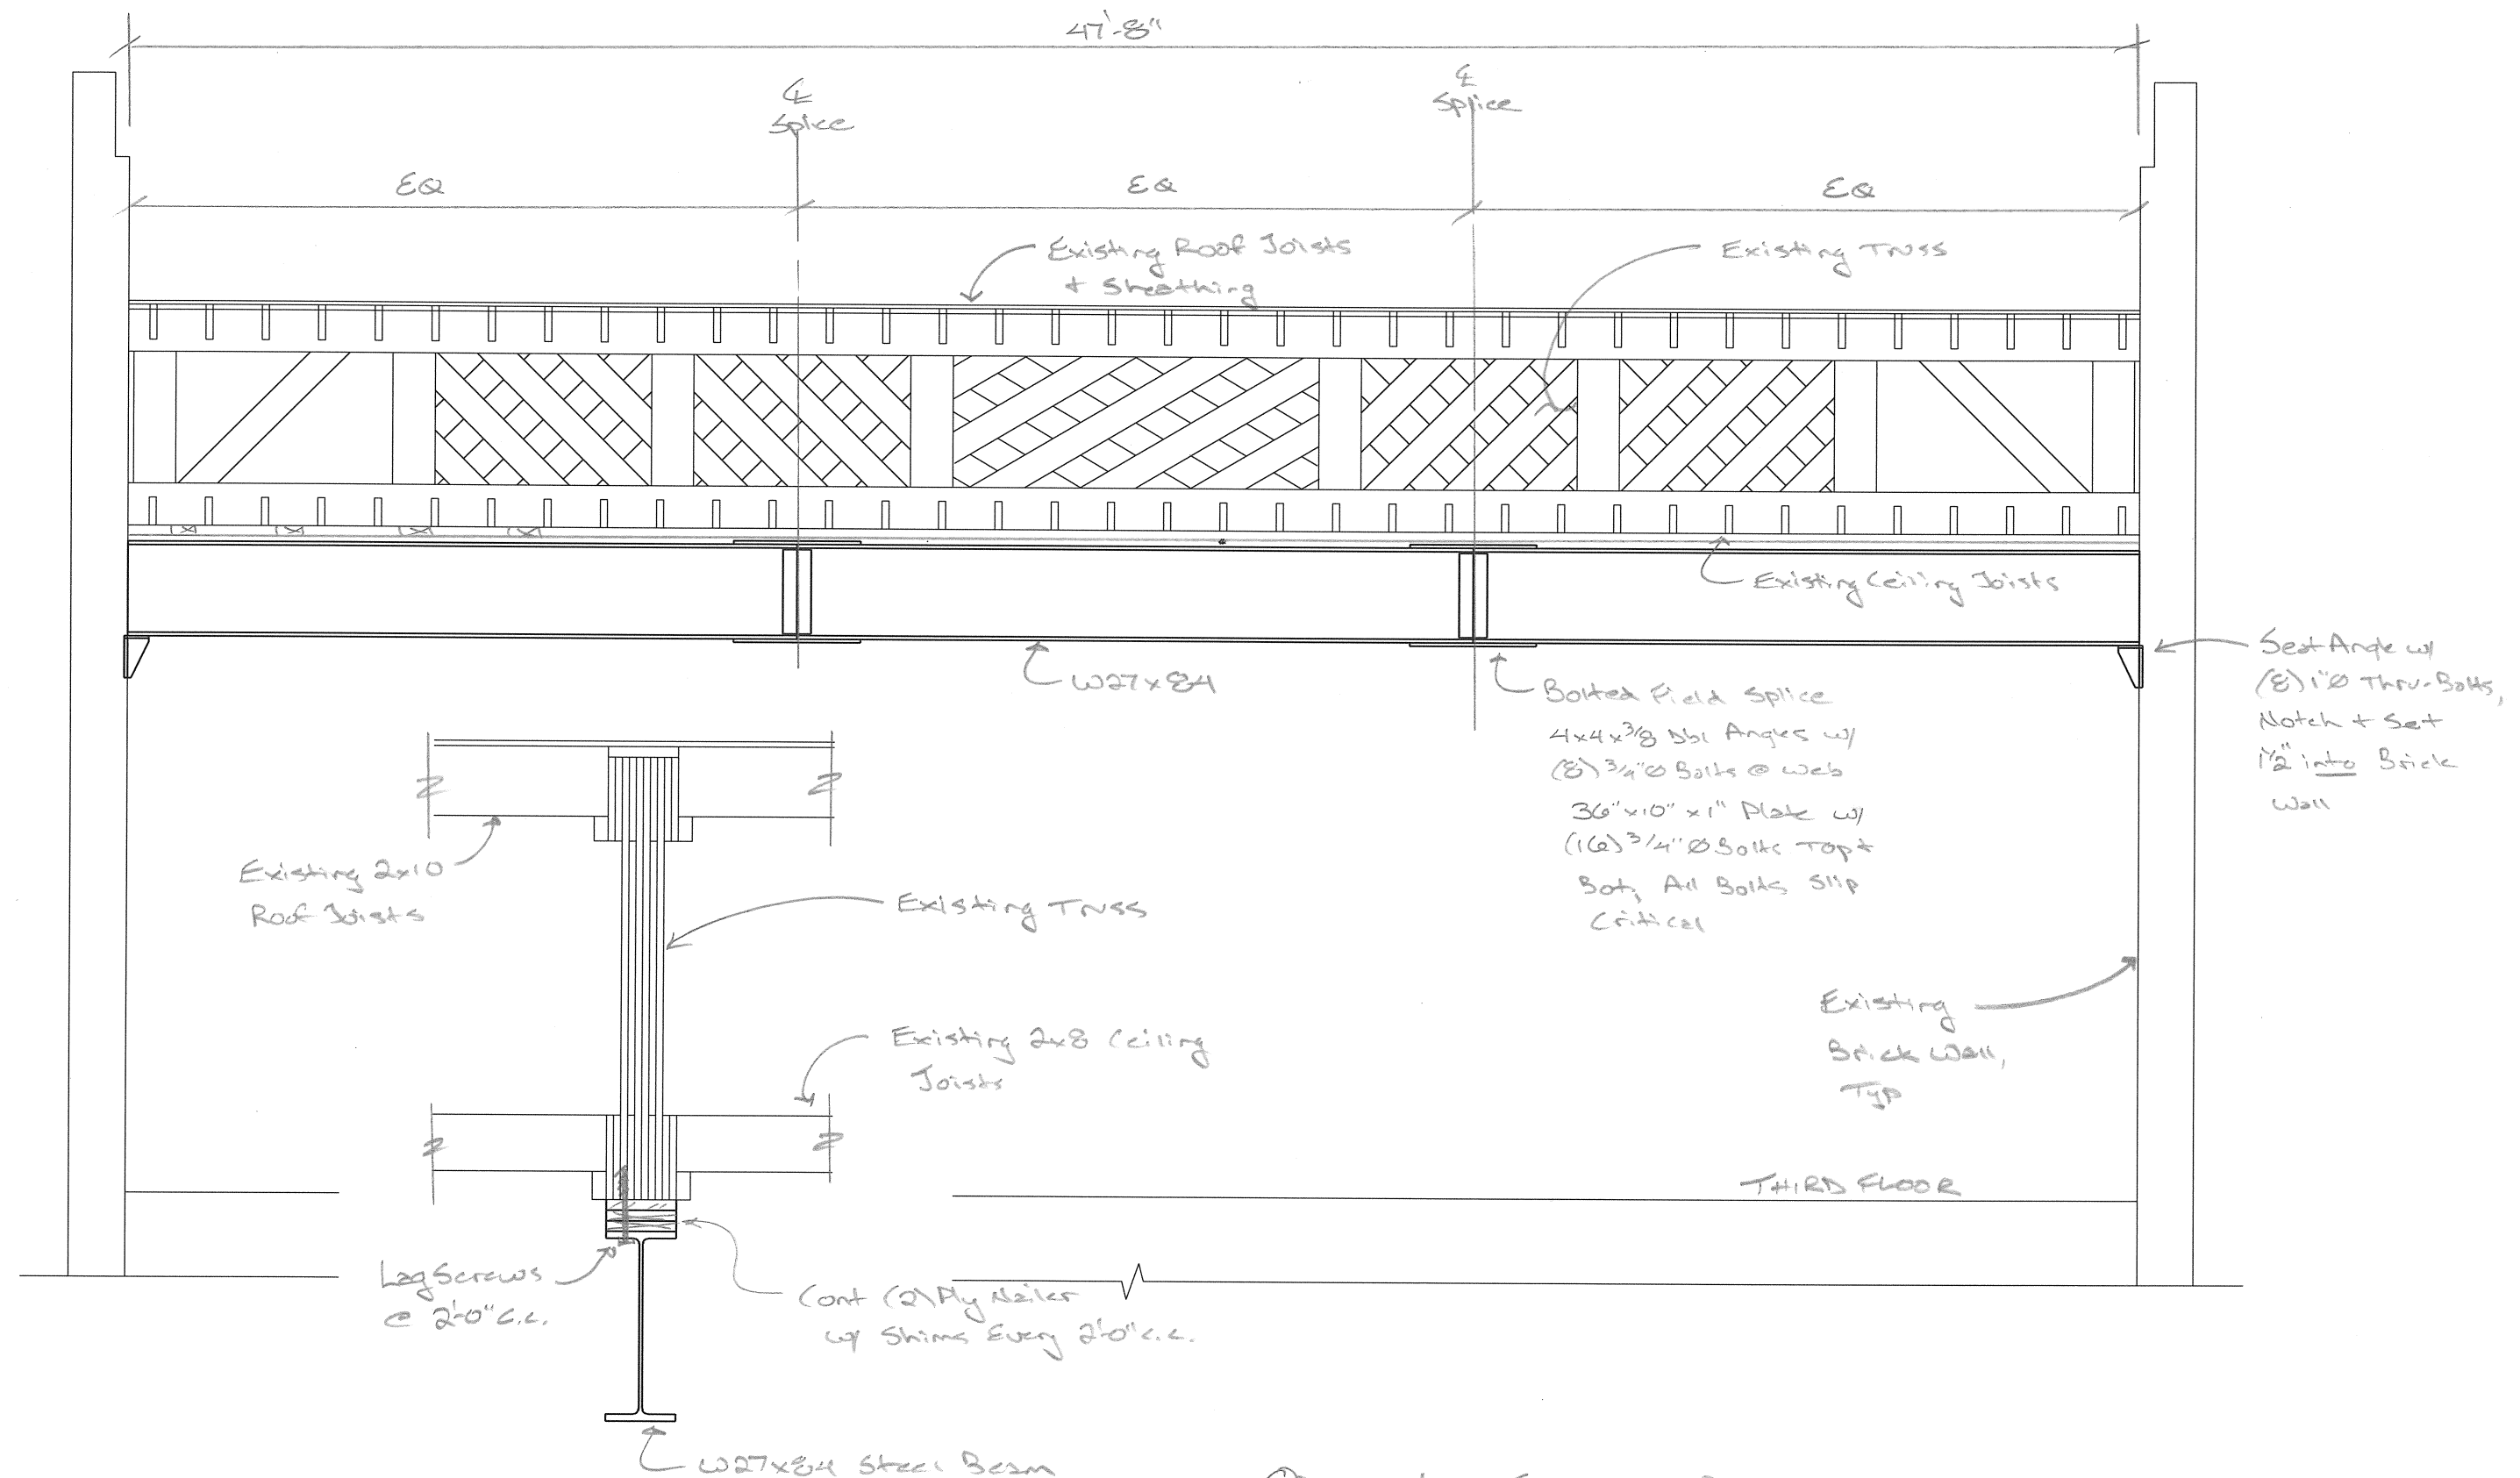 47'-8"
℄
Splice
℄
Splice
EQ
EQ
EQ
Existing Roof Joists
+ Sheathing
Existing Truss
Existing Ceiling Joists
W27x84
Bolted Field Splice
4x4x3/8 Dbl Angles w/
(8) 3/4"Ø Bolts @ Web
36"x10"x1" Plate w/
(16) 3/4"Ø Bolts Top +
Bot, All Bolts Slip
Critical
Seat Angle w/
(8) 1"Ø Thru-Bolts,
Notch + Set
1/2" into Brick
Wall
Existing 2x10
Roof Joists
Existing Truss
Existing 2x8 Ceiling
Joists
Existing
Brick Wall,
Typ
THIRD FLOOR
Lag Screws
@ 2'-0" c.c.
Cont (2) Ply Nailer
w/ Shims Every 2'-0" c.c.
W27x84 Steel Beam